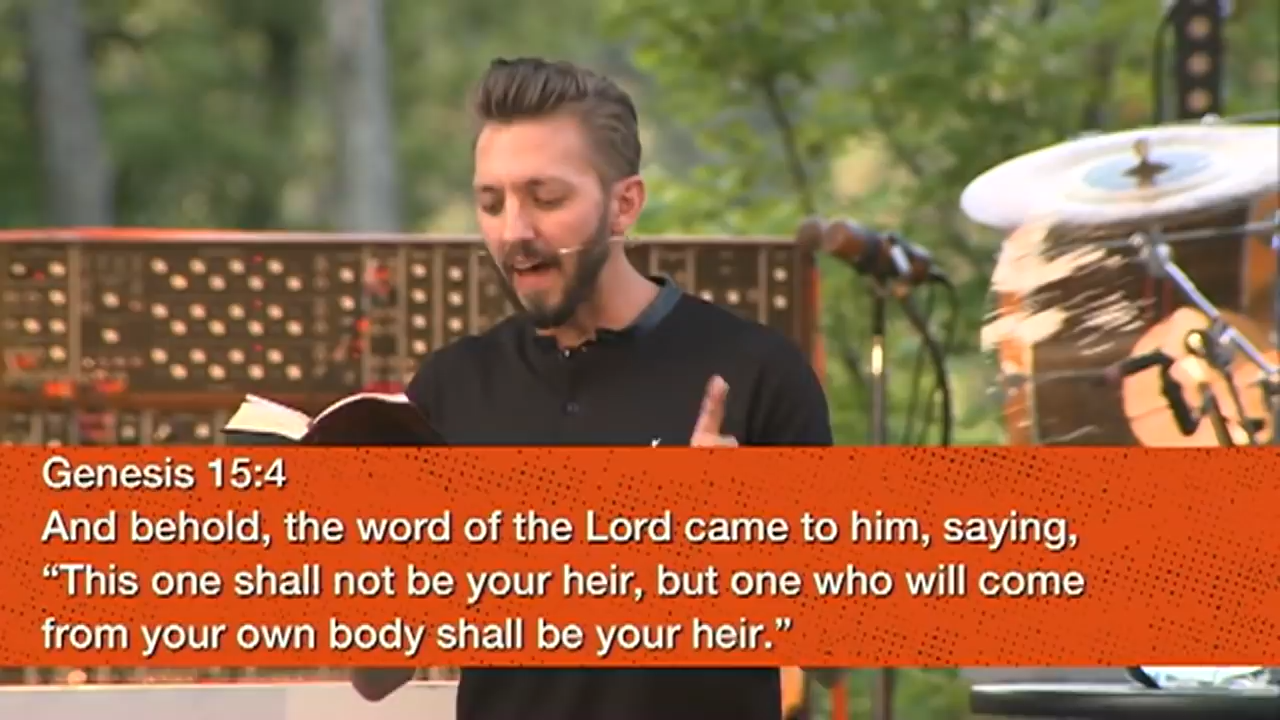 Genesis 15:4
And behold, the word of the Lord came to him, saying,
“This one shall not be your heir, but one who will come
from your own body shall be your heir.”